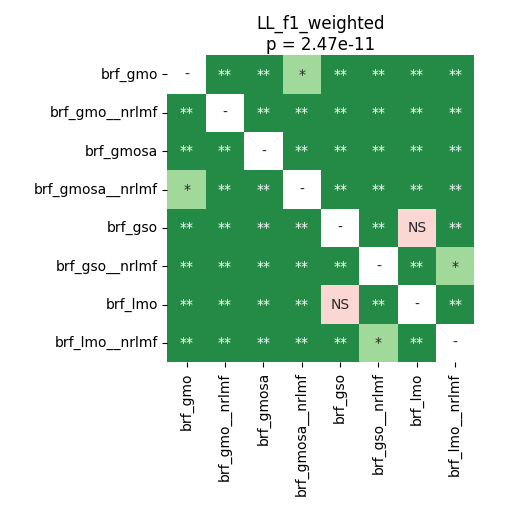 LL_f1_weighted
p = 2.47e-11
brf_gmo - ** ** * ** ** ** **
brf_gmo__nrlmf ** - ** ** ** ** ** **
brf_gmosa ** ** - ** ** ** ** **
brf_gmosa__nrlmf * ** ** - ** ** ** **
brf_gso ** ** ** ** - ** NS **
brf_gso__nrlmf ** ** ** ** ** - ** *
brf_lmo ** ** ** ** NS ** - **
brf_lmo__nrlmf ** ** ** ** ** * ** -
brf_gmo
brf_gmo__nrlmf
brf_gmosa
brf_gmosa__nrlmf
brf_gso
brf_gso__nrlmf
brf_lmo
brf_lmo__nrlmf